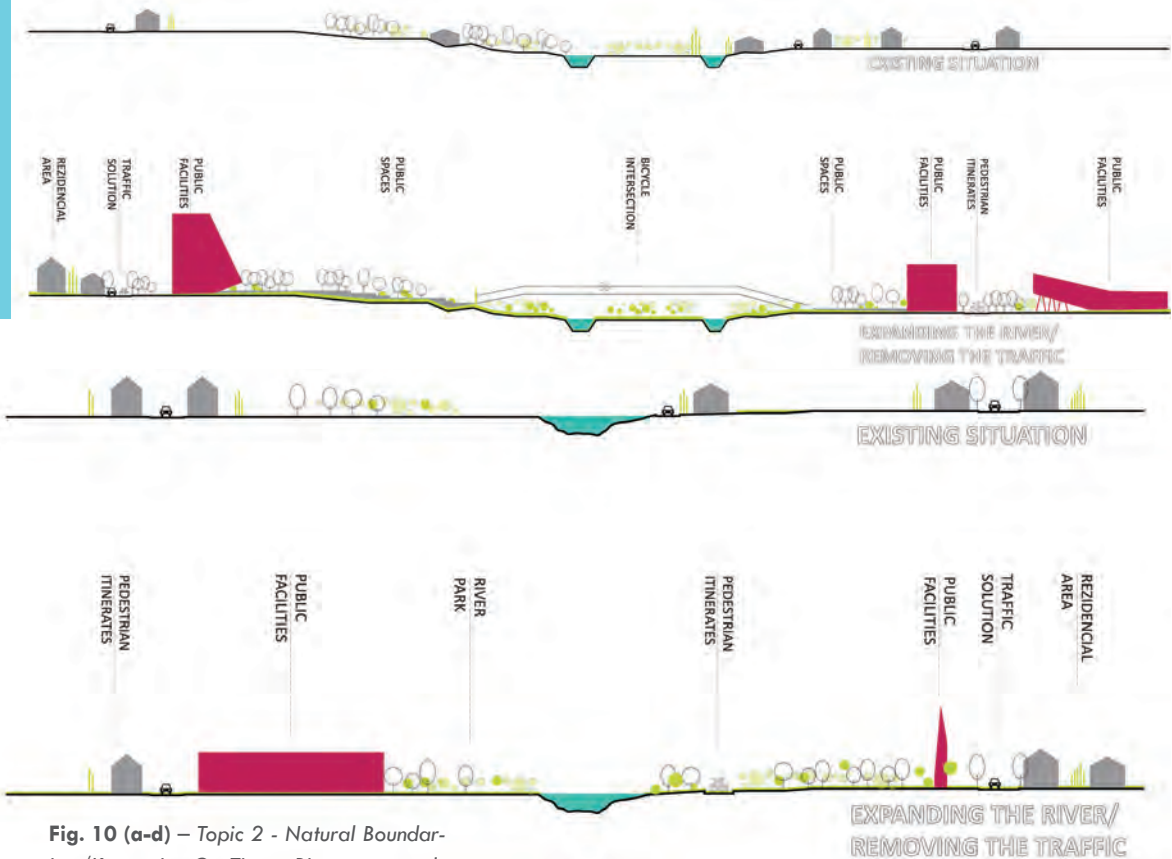 EXISTING SITUATION
REZIDENCIAL
AREA
TRAFFIC
SOLUTION
PUBLIC
FACILITIES
PUBLIC
SPACES
BICYCLE
INTERSECTION
PUBLIC
SPACES
PUBLIC
FACILITIES
PEDESTRIAN
ITINERATES
PUBLIC
FACILITIES
EXPANDING THE RIVER/
REMOVING THE TRAFFIC
EXISTING SITUATION
PEDESTRIAN
ITINERATES
PUBLIC
FACILITIES
RIVER
PARK
PEDESTRIAN
ITINERATES
PUBLIC
FACILITIES
TRAFFIC
SOLUTION
REZIDENCIAL
AREA
EXPANDING THE RIVER/
REMOVING THE TRAFFIC
Fig. 10 (a-d) – Topic 2 - Natural Boundar-